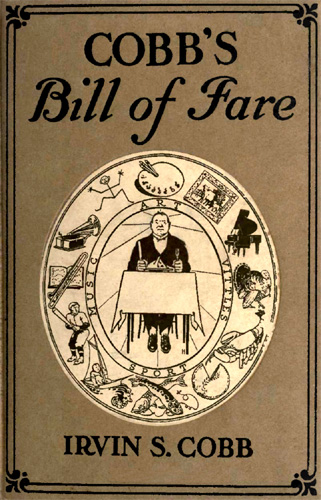 COBB'S
Bill of Fare
ART
MUSIC
VITTLES
SPORT
IRVIN S. COBB